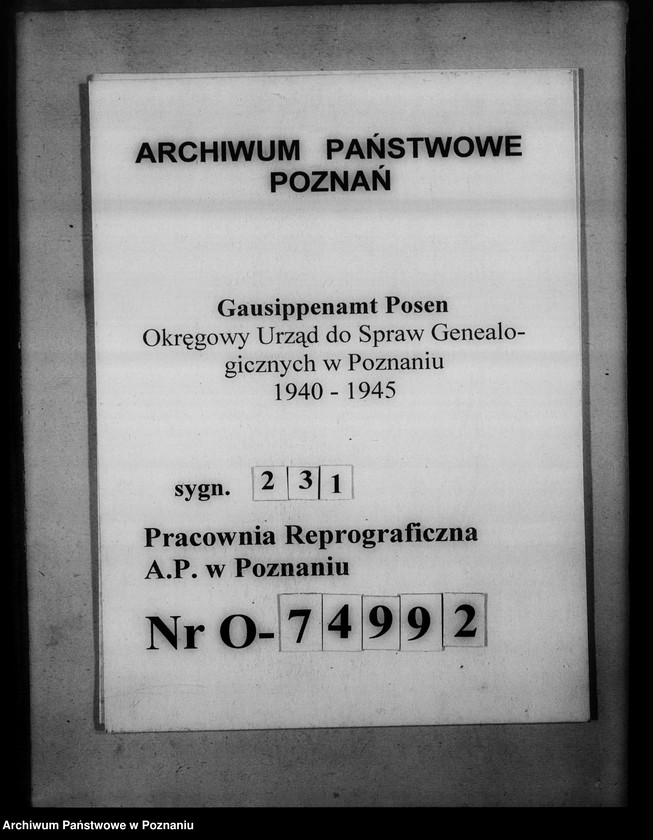 ARCHIWUM PAŃSTWOWE
POZNAŃ
Gausippenamt Posen
Okręgowy Urząd do Spraw Genealo-
gicznych w Poznaniu
1940 - 1945
sygn. 231
Pracownia Reprograficzna
A.P. w Poznaniu
Nr O-74992
Archiwum Państwowe w Poznaniu